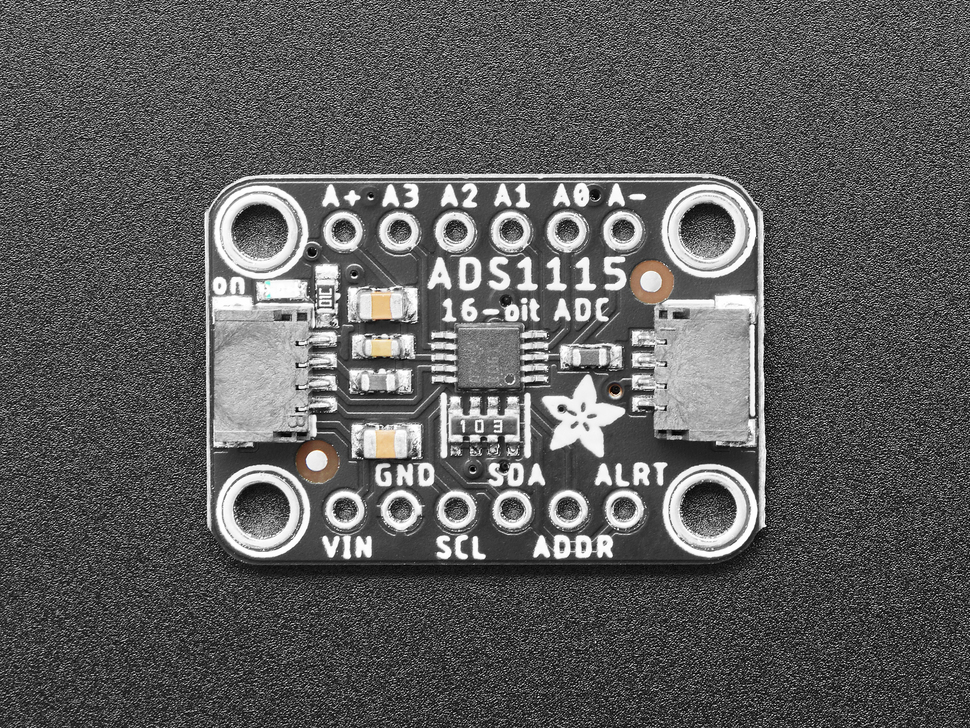 A+ A3 A2 A1 A0 A-
ADS1115
on
16-bit ADC
103
GND SDA ALRT
VIN SCL ADDR